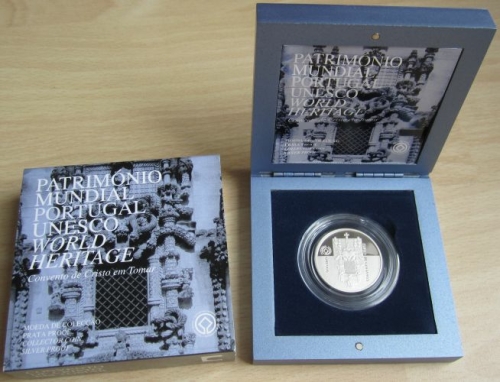 PATRIMÓNIO
MUNDIAL
PORTUGAL
UNESCO
WORLD
HERITAGE
Convento de Cristo em Tomar
MOEDA DE COLECÇÃO
PRATA PROOF
COLLECTOR COIN
SILVER PROOF
PATRIMÓNIO
MUNDIAL
PORTUGAL
UNESCO
WORLD
HERITAGE